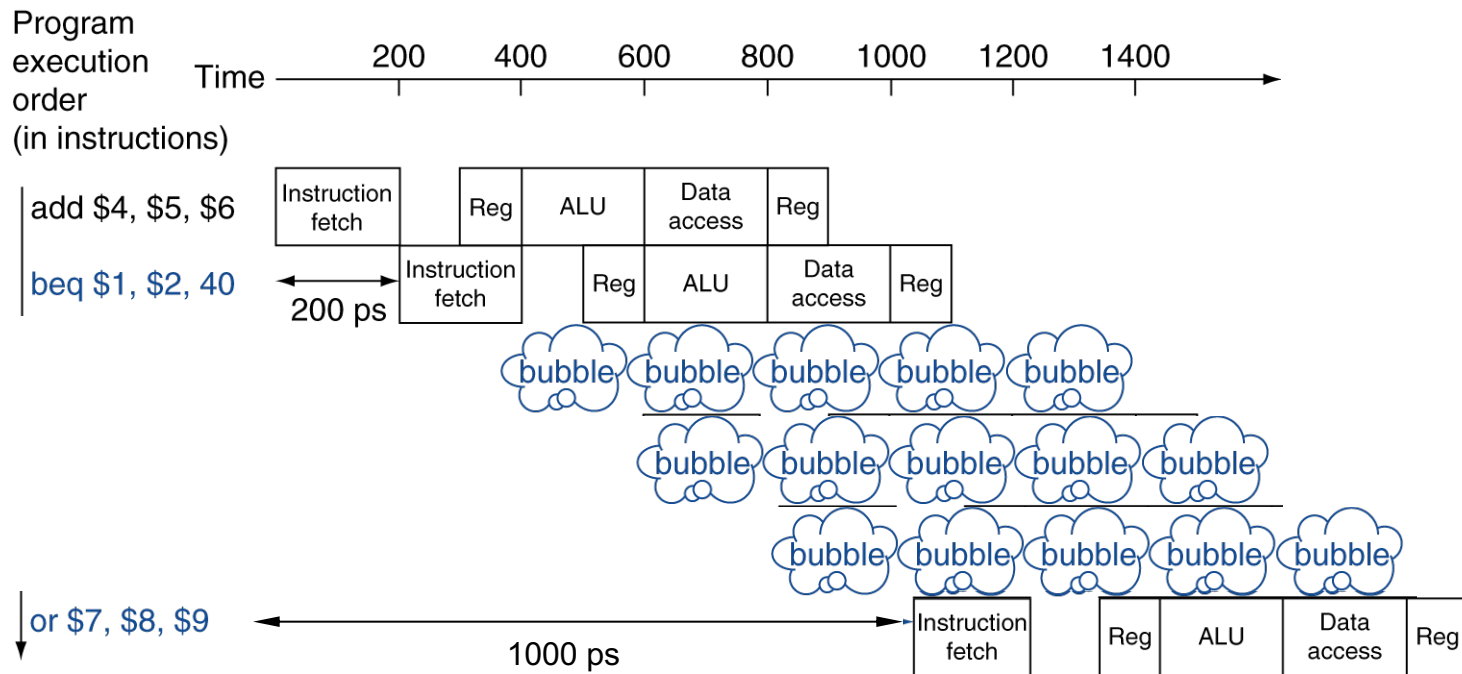 Program
execution
order
(in instructions)
Time
200 400 600 800 1000 1200 1400
add $4, $5, $6
Instruction
fetch
Reg
ALU
Data
access
Reg
beq $1, $2, 40
200 ps
Instruction
fetch
Reg
ALU
Data
access
Reg
bubble bubble bubble bubble bubble
bubble bubble bubble bubble bubble
bubble bubble bubble bubble bubble
or $7, $8, $9
1000 ps
Instruction
fetch
Reg
ALU
Data
access
Reg